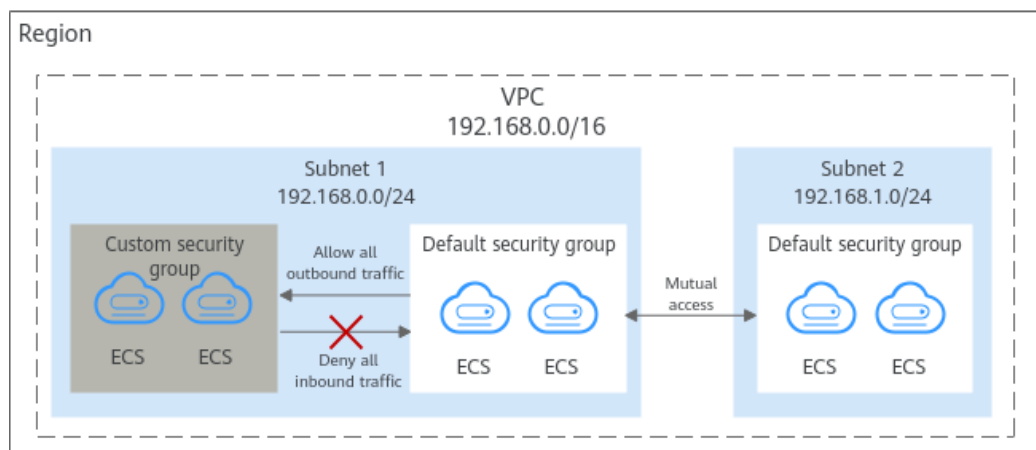 Region
VPC
192.168.0.0/16
Subnet 1
192.168.0.0/24
Custom security
group
ECS
ECS
Allow all
outbound traffic
Deny all
inbound traffic
Default security group
ECS
ECS
Mutual
access
Subnet 2
192.168.1.0/24
Default security group
ECS
ECS